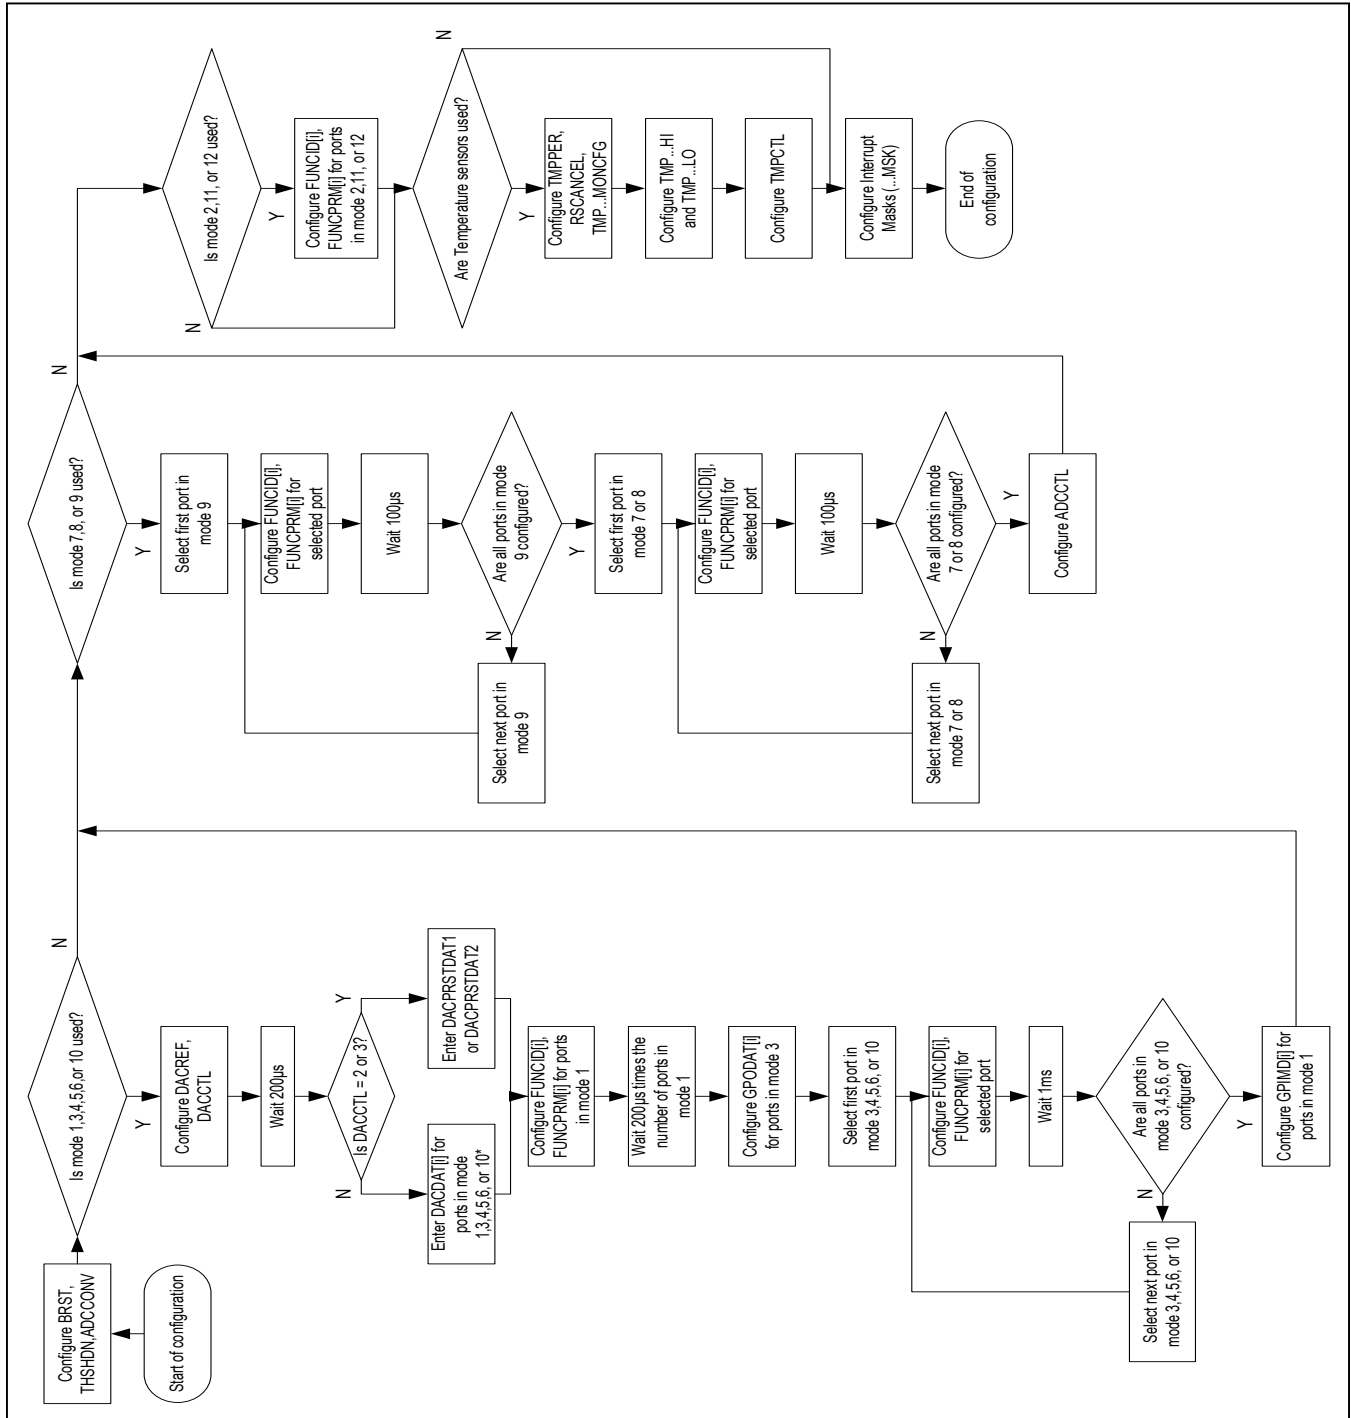 Start of configuration
Configure BRST,
THSHDN,ADCCONV
Is mode 1,3,4,5,6,or 10 used?
N
Y
Configure DACREF,
DACCTL
Wait 200µs
Is DACCTL = 2 or 3?
N
Y
Enter DACDAT[i] for
ports in mode
1,3,4,5,6, or 10*
Enter DACPRSTDAT1
or DACPRSTDAT2
Configure FUNCID[i],
FUNCPRM[i] for ports
in mode 1
Wait 200µs times the
number of ports in
mode 1
Configure GPODAT[i]
for ports in mode 3
Select first port in
mode 3,4,5,6, or 10
Configure FUNCID[i],
FUNCPRM[i] for
selected port
Wait 1ms
Are all ports in
mode 3,4,5,6, or 10
configured?
N
Y
Select next port in
mode 3,4,5,6, or 10
Configure GPIMD[i] for
ports in mode 1
Is mode 7,8, or 9 used?
N
Y
Select first port in
mode 9
Configure FUNCID[i],
FUNCPRM[i] for
selected port
Wait 100µs
Are all ports in mode
9 configured?
N
Y
Select next port in
mode 9
Select first port in
mode 7 or 8
Configure FUNCID[i],
FUNCPRM[i] for
selected port
Wait 100µs
Are all ports in mode
7 or 8 configured?
N
Y
Select next port in
mode 7 or 8
Configure ADCCTL
Is mode 2,11, or 12 used?
N
Y
Configure FUNCID[i],
FUNCPRM[i] for ports
in mode 2,11, or 12
Are Temperature sensors used?
N
Y
Configure TMPPER,
RSCANCEL,
TMP...MONCFG
Configure TMP...HI
and TMP...LO
Configure TMPCTL
Configure Interrupt
Masks (...MSK)
End of
configuration